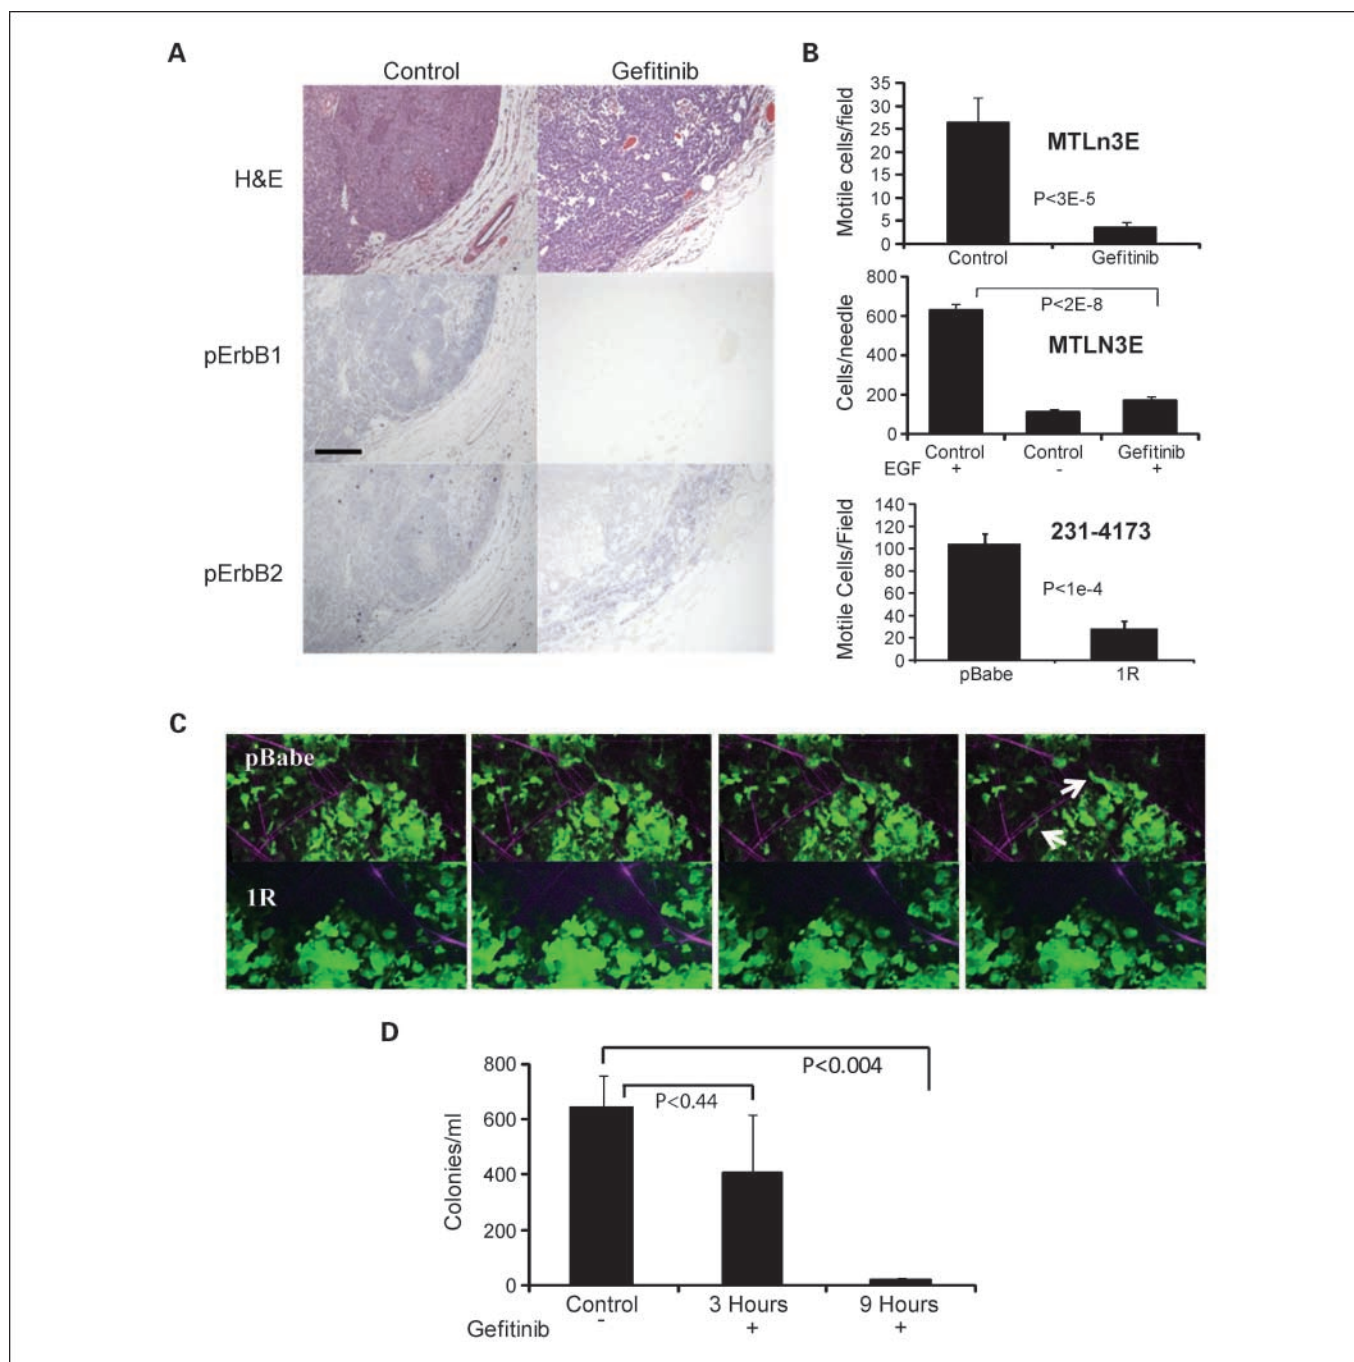 A
Control Gefitinib
H&E
pErbB1
pErbB2
B
Motile cells/field
35
30
25
20
15
10
5
0
MTLn3E
P<3E-5
Control Gefitinib
Cells/needle
800
600
400
200
0
P<2E-8
MTLN3E
Control Control Gefitinib
EGF + - +
Motile Cells/Field
140
120
100
80
60
40
20
0
231-4173
P<1e-4
pBabe 1R
C
pBabe
1R
D
Colonies/ml
800
600
400
200
0
P<0.004
P<0.44
Control 3 Hours 9 Hours
Gefitinib - + +